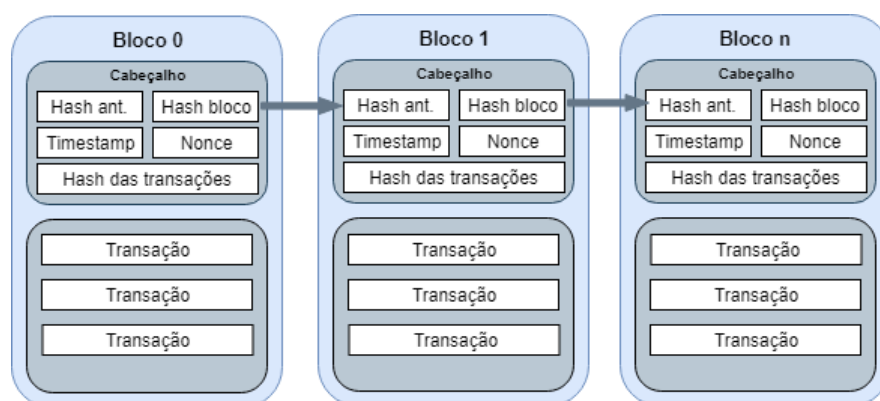 Bloco 0
Cabeçalho
Hash ant. Hash bloco
Timestamp Nonce
Hash das transações
Transação
Transação
Transação
Bloco 1
Cabeçalho
Hash ant. Hash bloco
Timestamp Nonce
Hash das transações
Transação
Transação
Transação
Bloco n
Cabeçalho
Hash ant. Hash bloco
Timestamp Nonce
Hash das transações
Transação
Transação
Transação